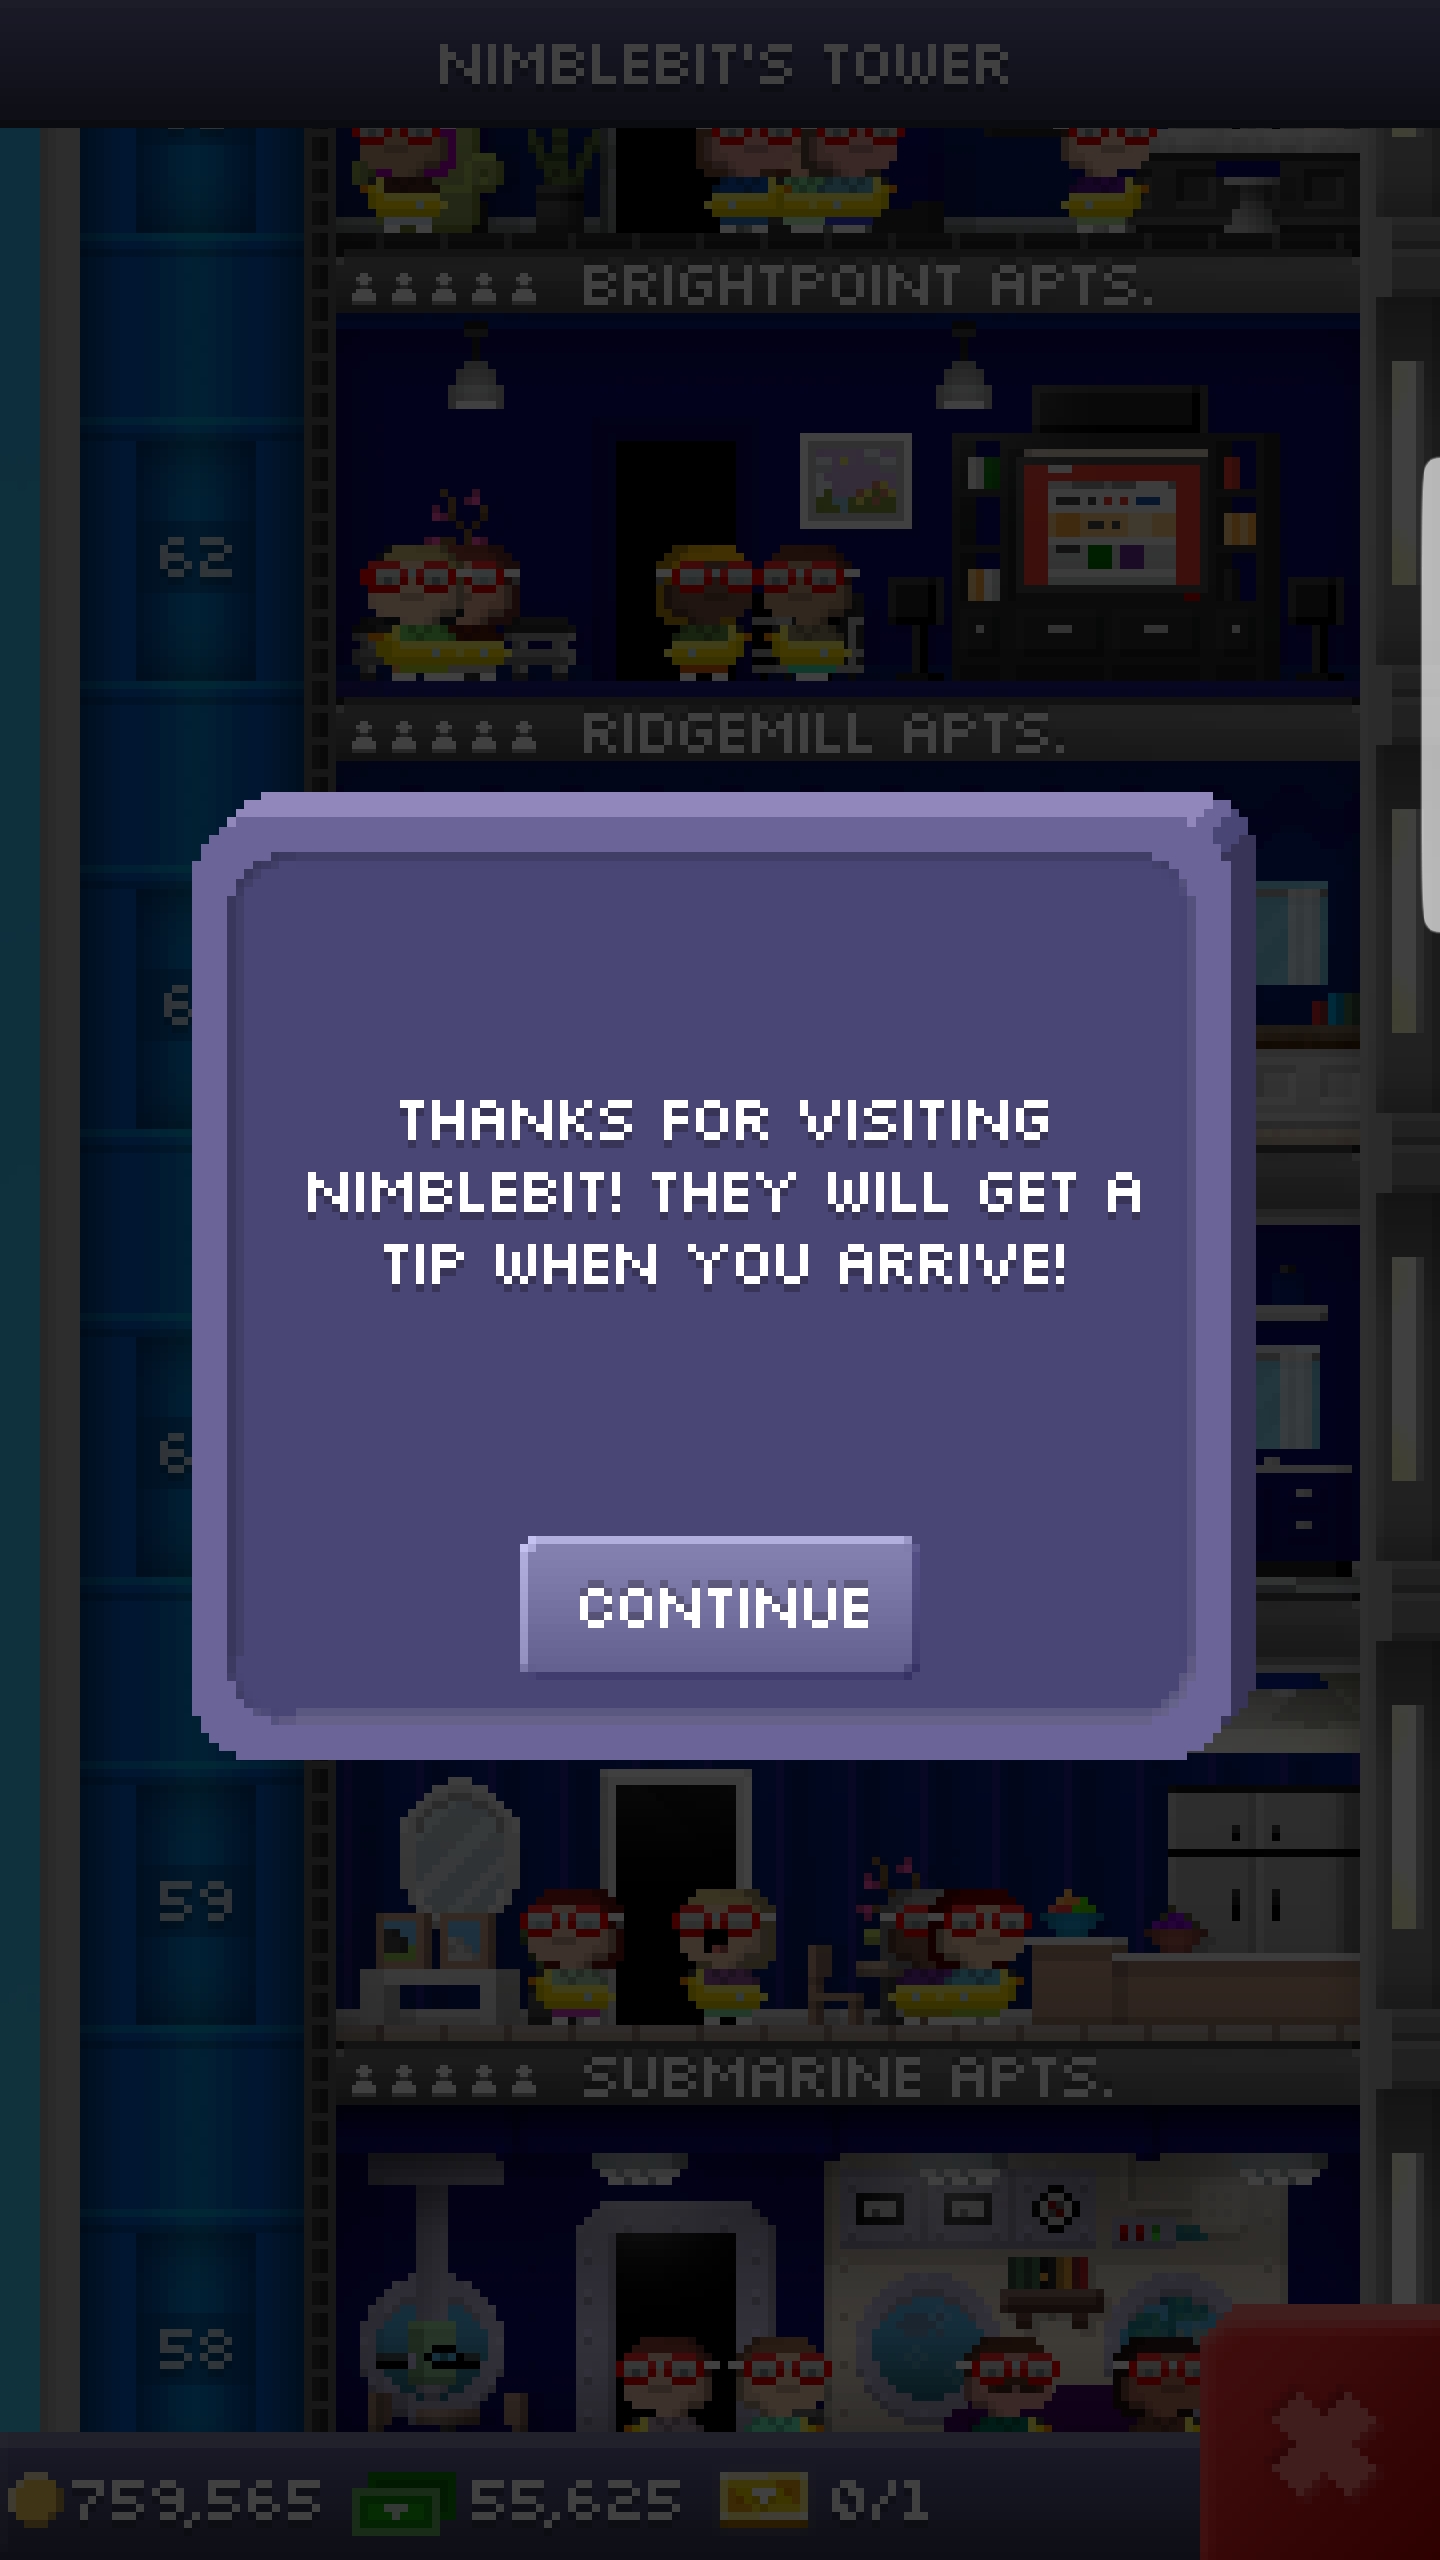 NIMBLEBIT'S TOWER
BRIGHTPOINT APTS.
62
RIDGEMILL APTS.
THANKS FOR VISITING
NIMBLEBIT! THEY WILL GET A
TIP WHEN YOU ARRIVE!
CONTINUE
59
SUBMARINE APTS.
58
759,565 55,625 0/1